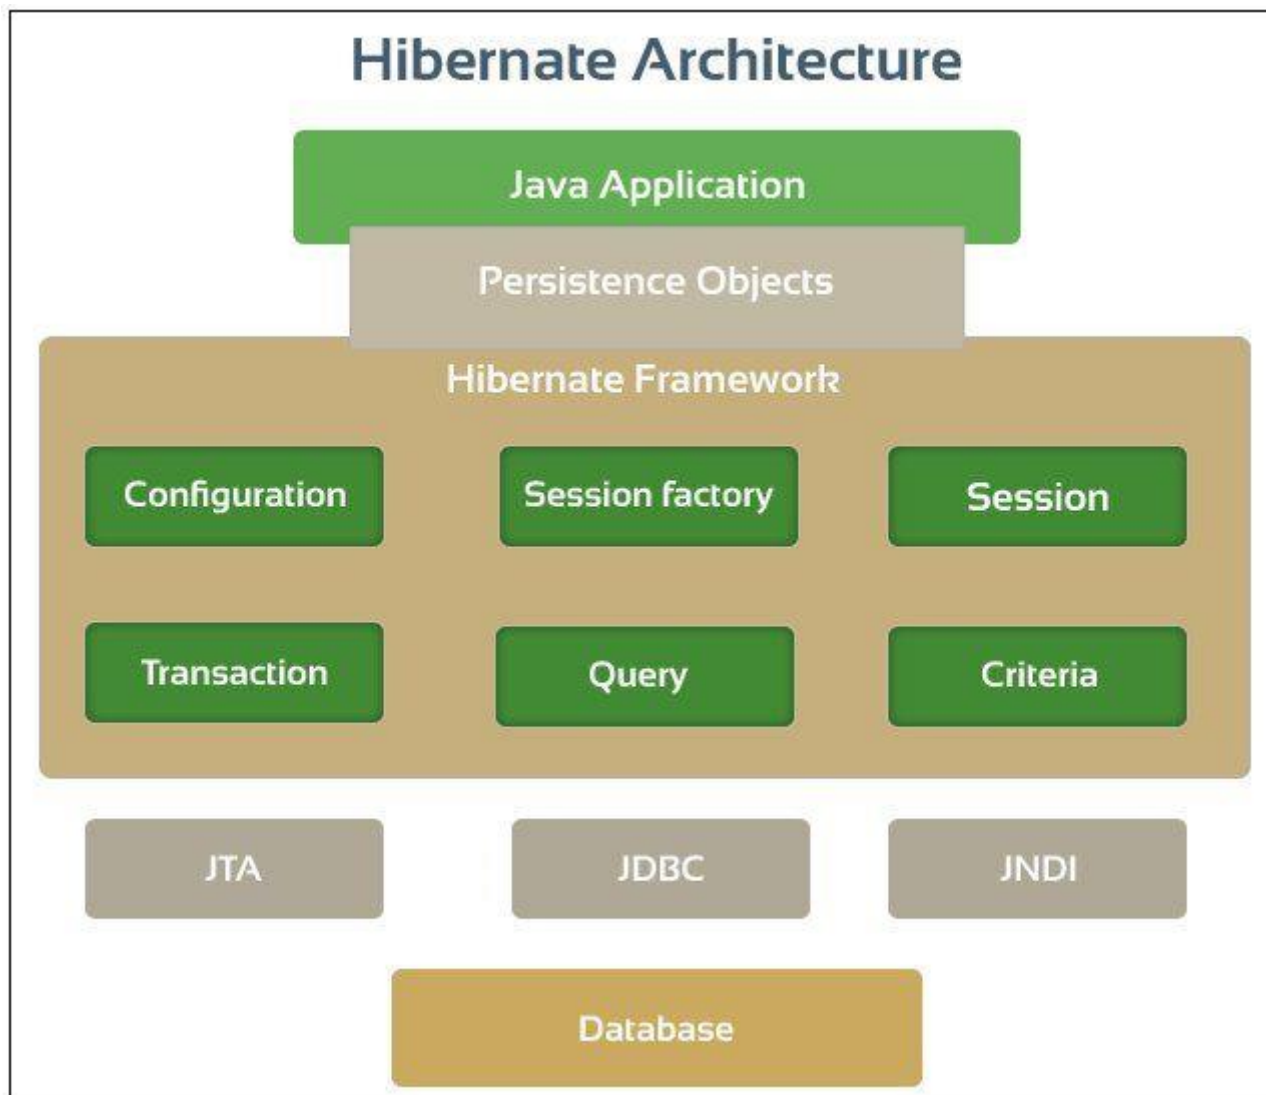 Hibernate Architecture
Java Application
Persistence Objects
Hibernate Framework
Configuration
Session factory
Session
Transaction
Query
Criteria
JTA
JDBC
JNDI
Database